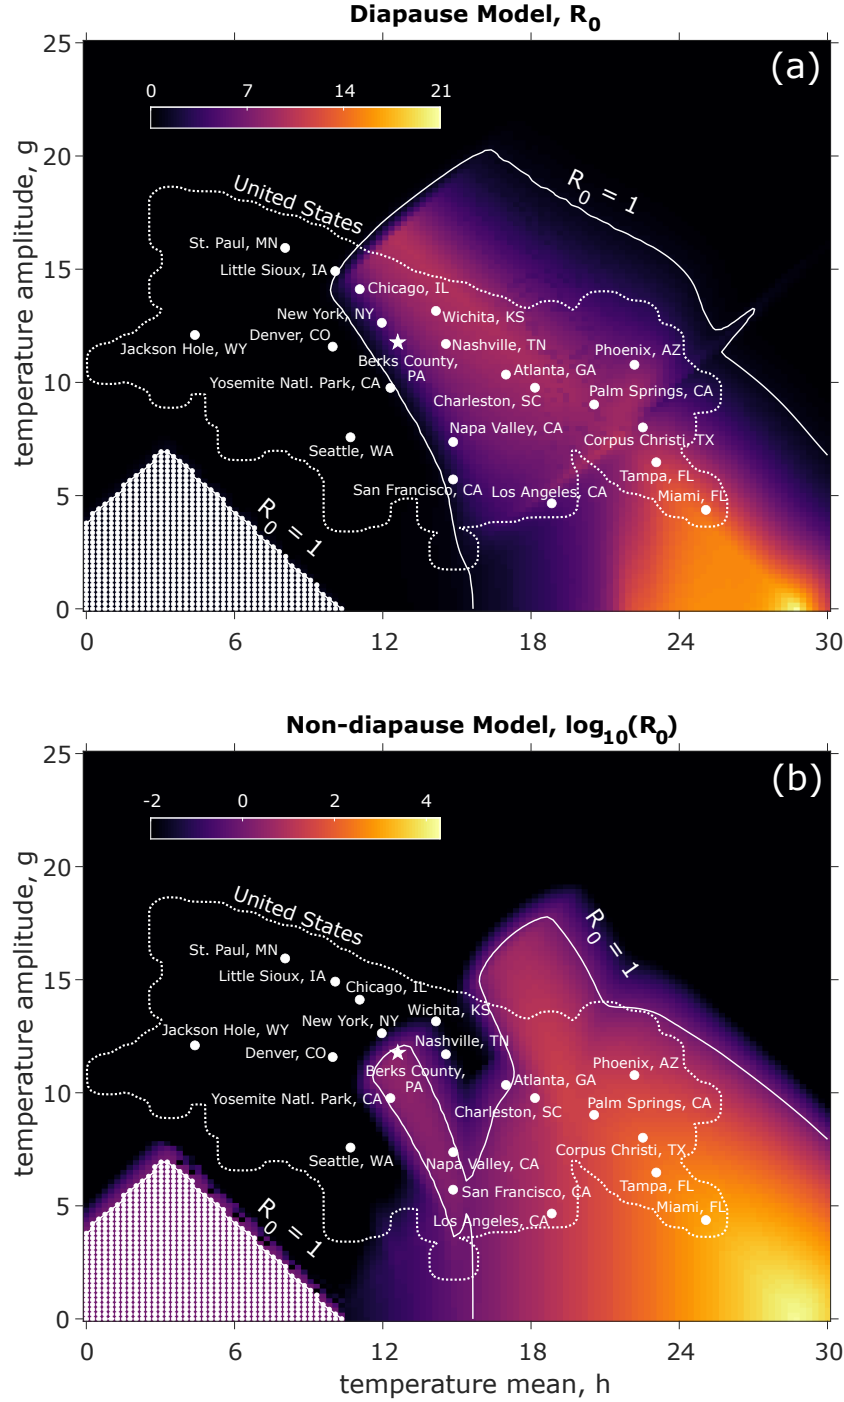 Diapause Model, R0
(a)
25
20
15
10
5
0
temperature amplitude, g
0 7 14 21
United States
R0 = 1
St. Paul, MN
Little Sioux, IA
Chicago, IL
New York, NY
Wichita, KS
Denver, CO
Nashville, TN
Jackson Hole, WY
Berks County,
PA
Phoenix, AZ
Atlanta, GA
Yosemite Natl. Park, CA
Charleston, SC
Palm Springs, CA
Napa Valley, CA
Corpus Christi, TX
Seattle, WA
Tampa, FL
San Francisco, CA
Los Angeles, CA
Miami, FL
R0 = 1
0 6 12 18 24 30
Non-diapause Model, log10(R0)
(b)
25
20
15
10
5
0
temperature amplitude, g
-2 0 2 4
United States
R0 = 1
St. Paul, MN
Little Sioux, IA
Chicago, IL
Wichita, KS
New York, NY
Jackson Hole, WY
Nashville, TN
Denver, CO
Berks County,
PA
Phoenix, AZ
Atlanta, GA
Yosemite Natl. Park, CA
Charleston, SC
Palm Springs, CA
Corpus Christi, TX
Seattle, WA
Napa Valley, CA
Tampa, FL
San Francisco, CA
Miami, FL
Los Angeles, CA
R0 = 1
0 6 12 18 24 30
temperature mean, h